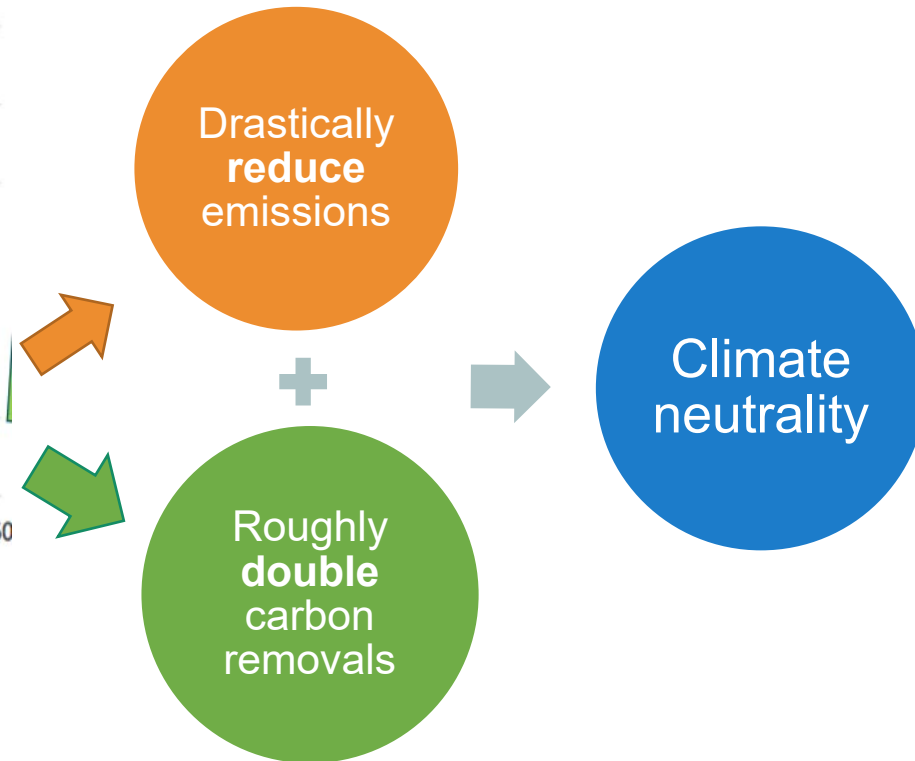 Drastically
reduce
emissions
Climate
neutrality
Roughly
double
carbon
removals